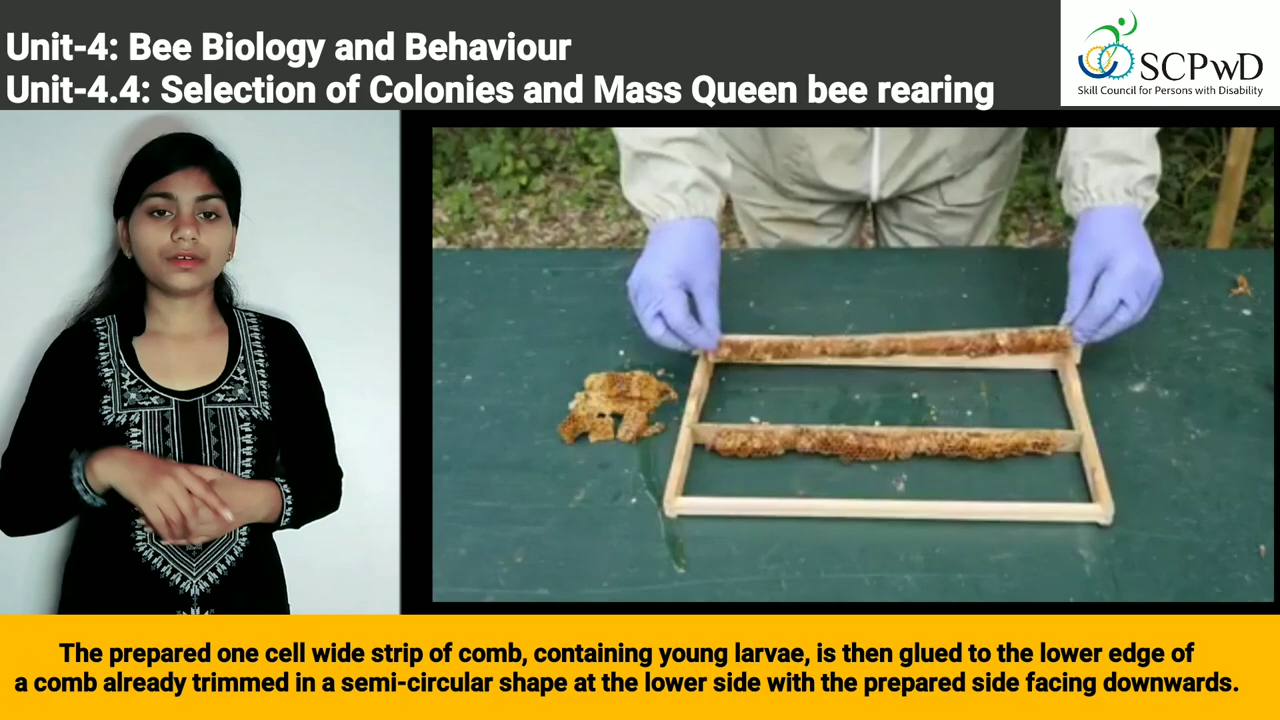 Unit-4: Bee Biology and Behaviour
Unit-4.4: Selection of Colonies and Mass Queen bee rearing
SCPwD
Skill Council for Persons with Disability
The prepared one cell wide strip of comb, containing young larvae, is then glued to the lower edge of
a comb already trimmed in a semi-circular shape at the lower side with the prepared side facing downwards.